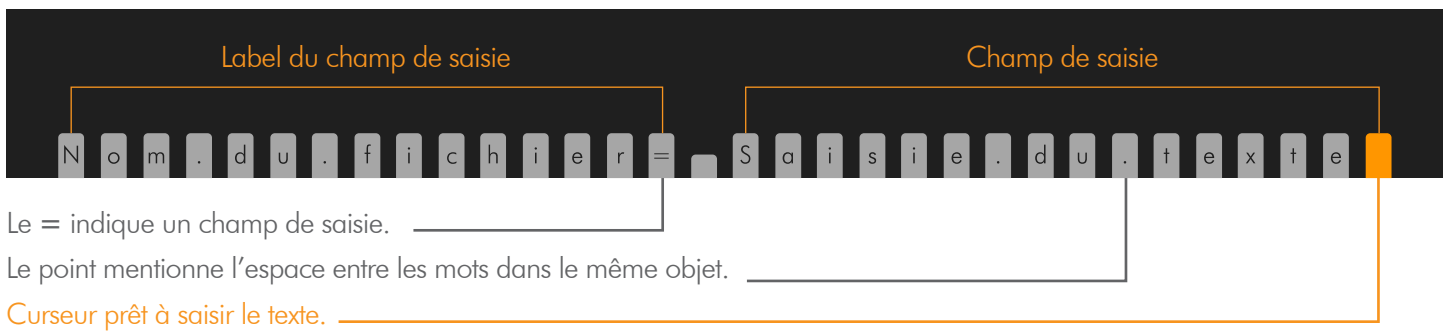 Label du champ de saisie Champ de saisie
Nom.du.fichier= Saisie.du.texte
Le = indique un champ de saisie.
Le point mentionne l’espace entre les mots dans le même objet.
Curseur prêt à saisir le texte.